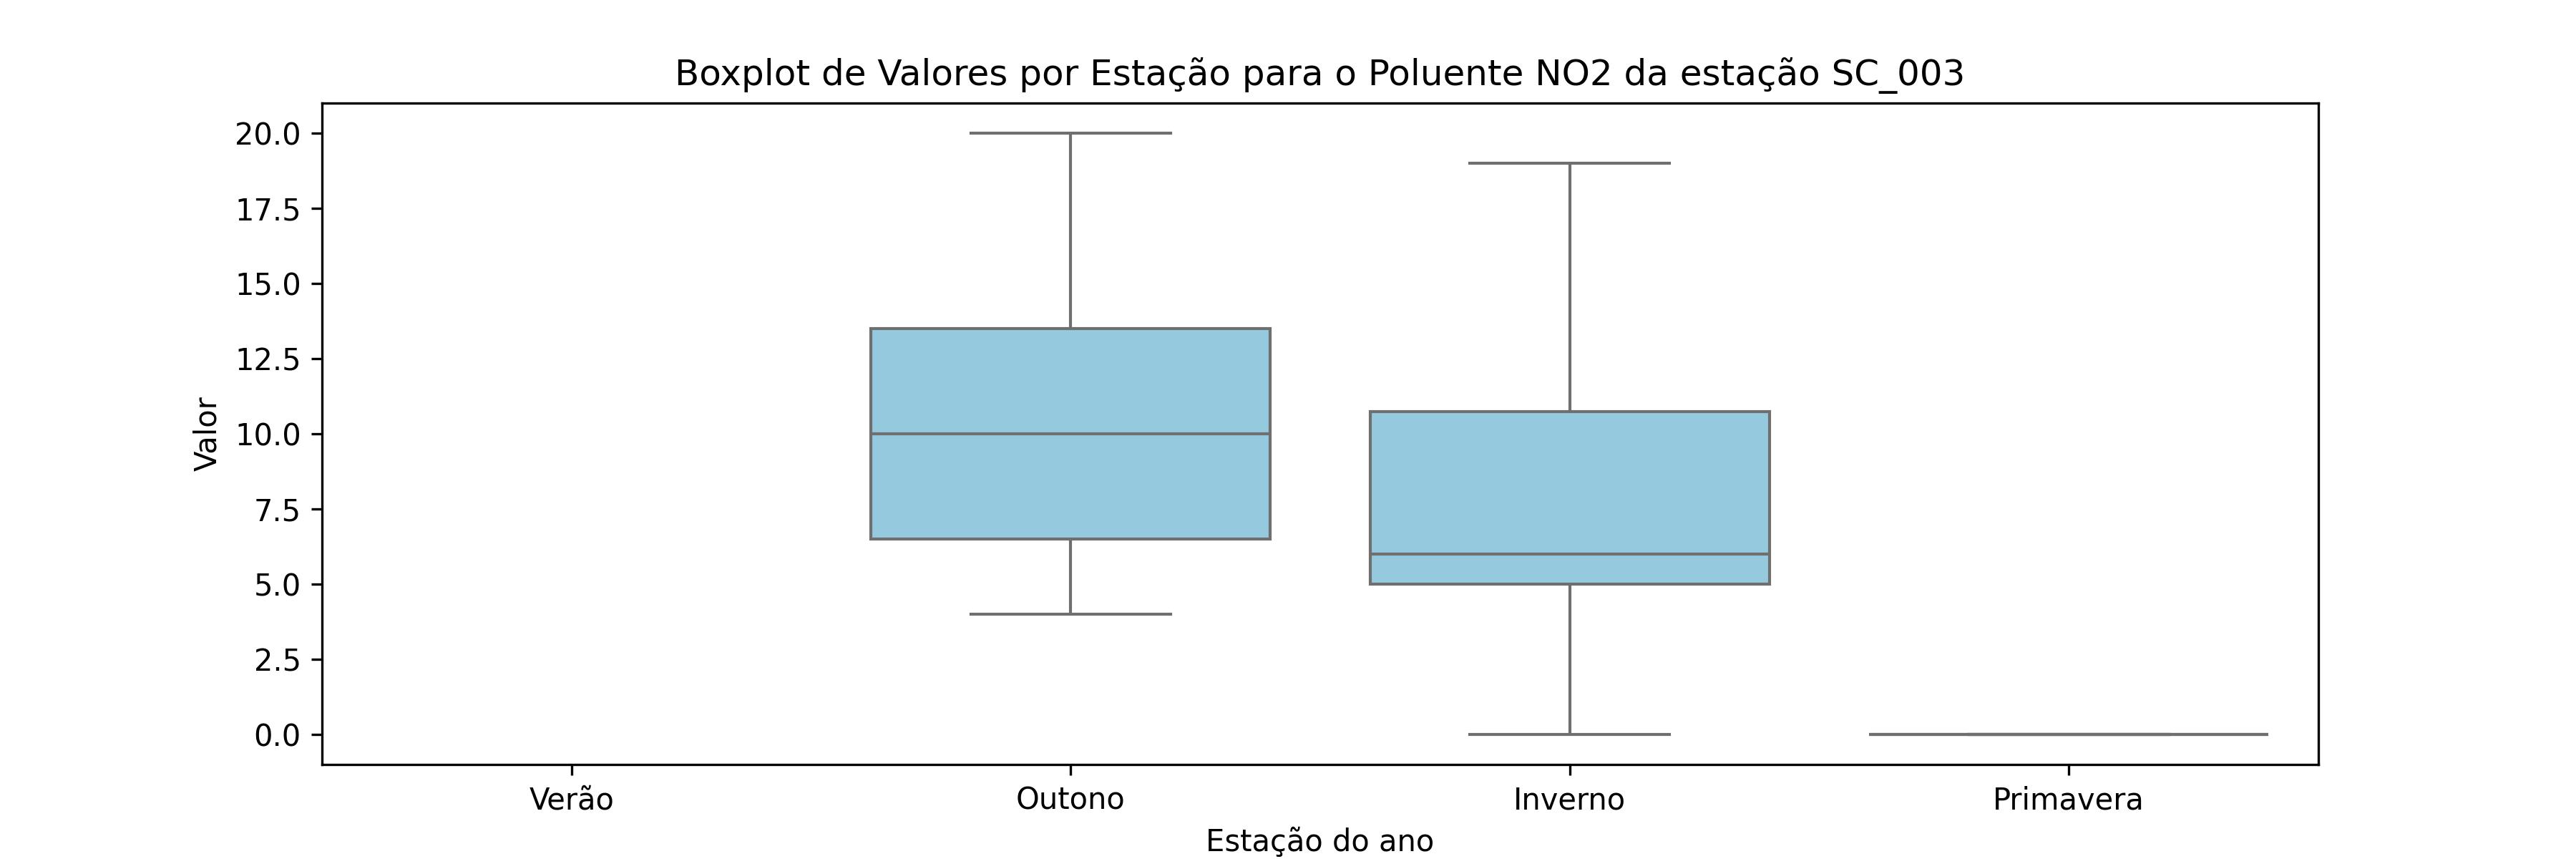 Boxplot de Valores por Estação para o Poluente NO2 da estação SC_003
20.0
17.5
15.0
12.5
10.0
7.5
5.0
2.5
0.0
Valor
Verão
Outono
Inverno
Primavera
Estação do ano